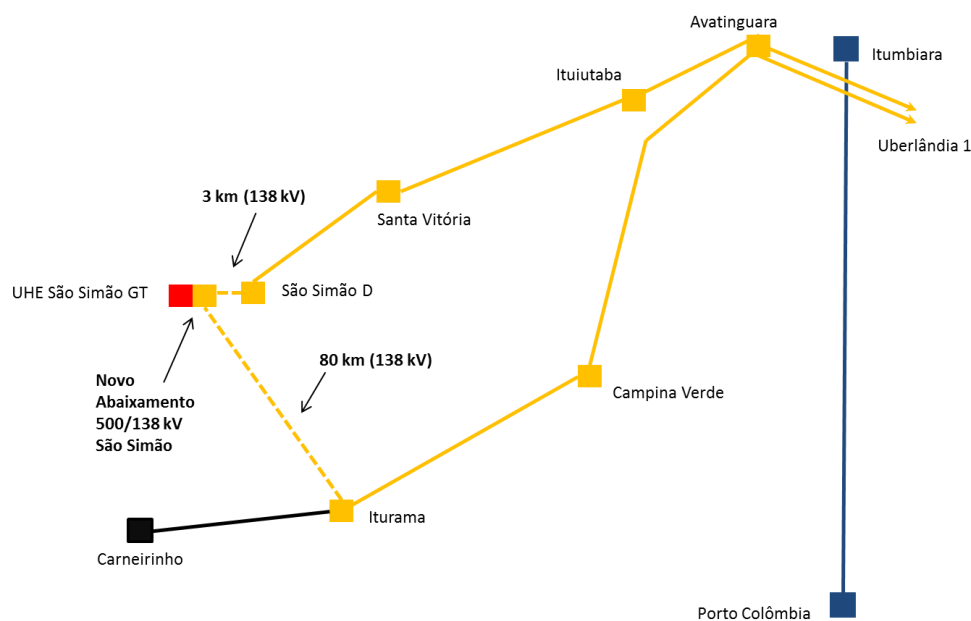 Avatinguara
Itumbiara
Ituiutaba
Uberlândia 1
3 km (138 kV)
Santa Vitória
UHE São Simão GT
São Simão D
80 km (138 kV)
Novo
Abaixamento
500/138 kV
São Simão
Campina Verde
Iturama
Carneirinho
Porto Colômbia